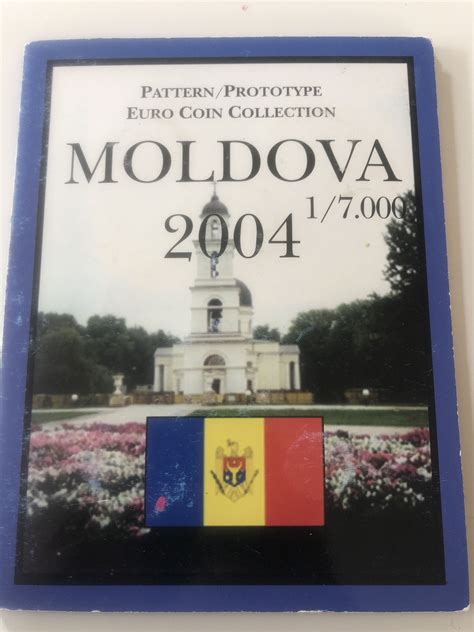 PATTERN/PROTOTYPE
EURO COIN COLLECTION
MOLDOVA
1/7.000
2004